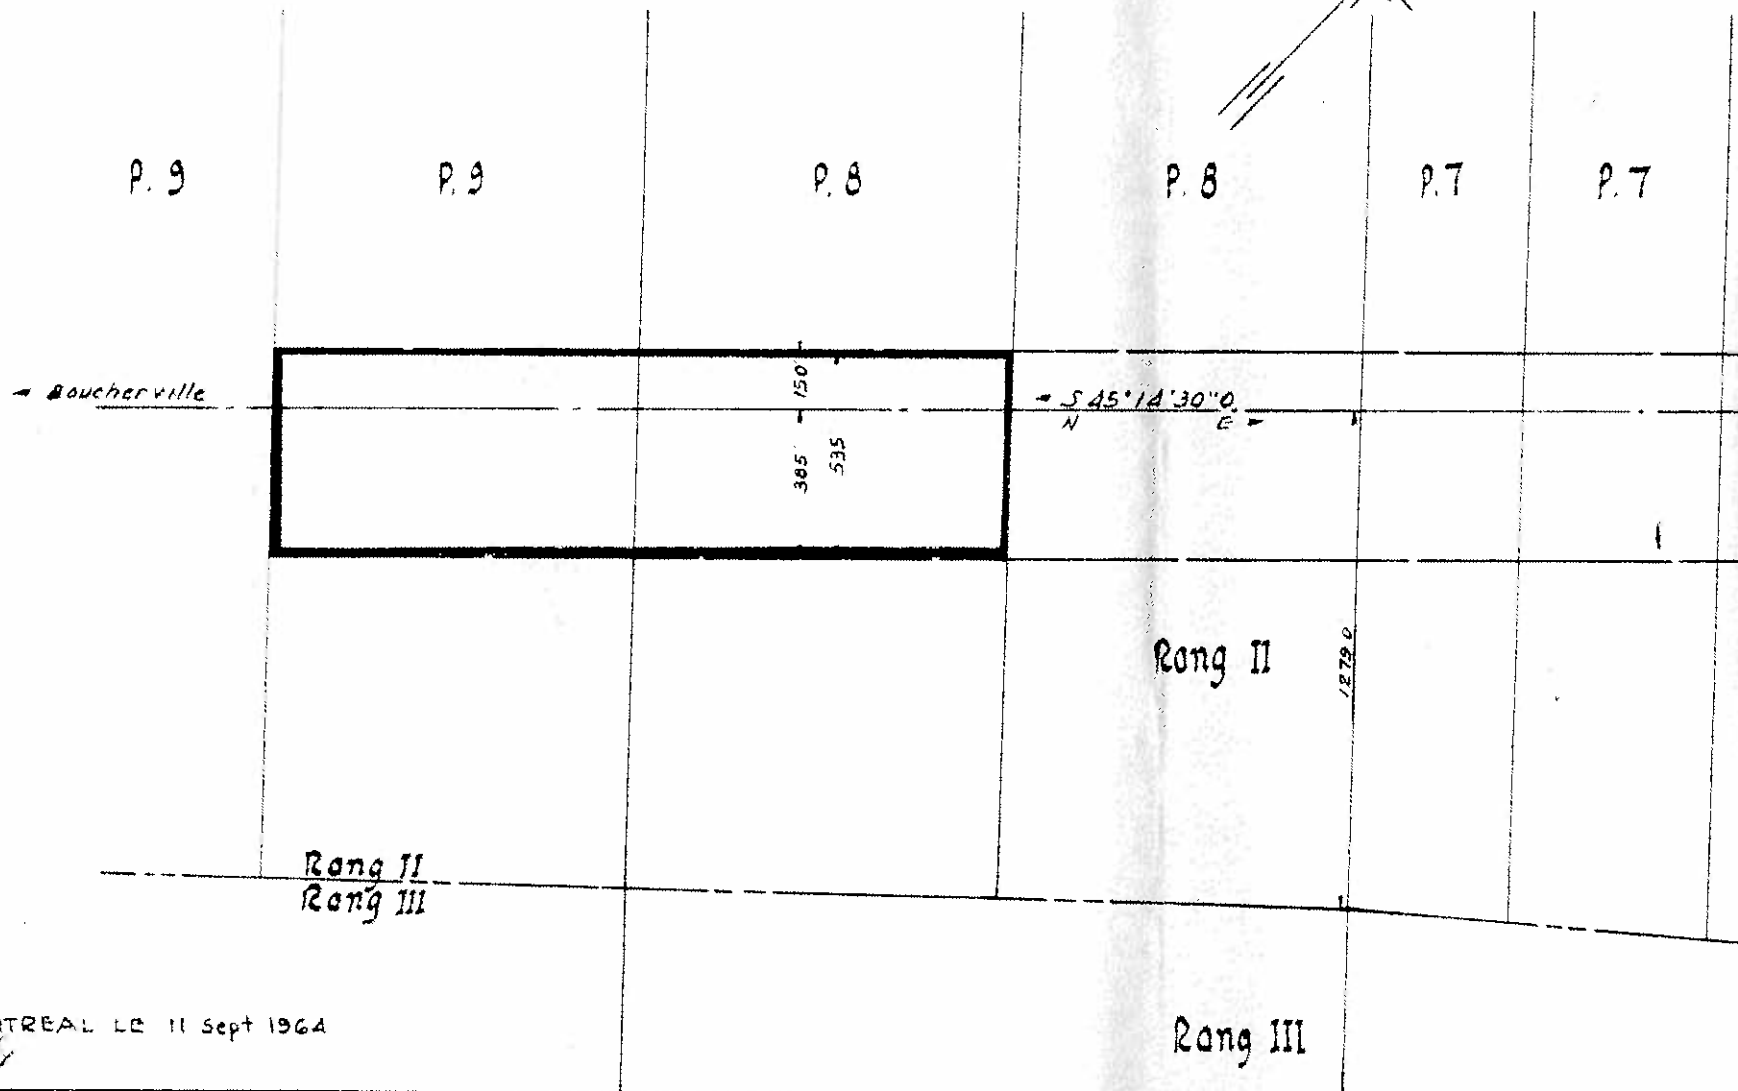 P. 9
P. 9
P. 8
P. 8
P. 7
P. 7
Boucherville
150'
S 45°14'30" O
N E
385'
535
Rang II
1279 0
Rang II
Rang III
TREAL LE 11 Sept 1964
Rang III